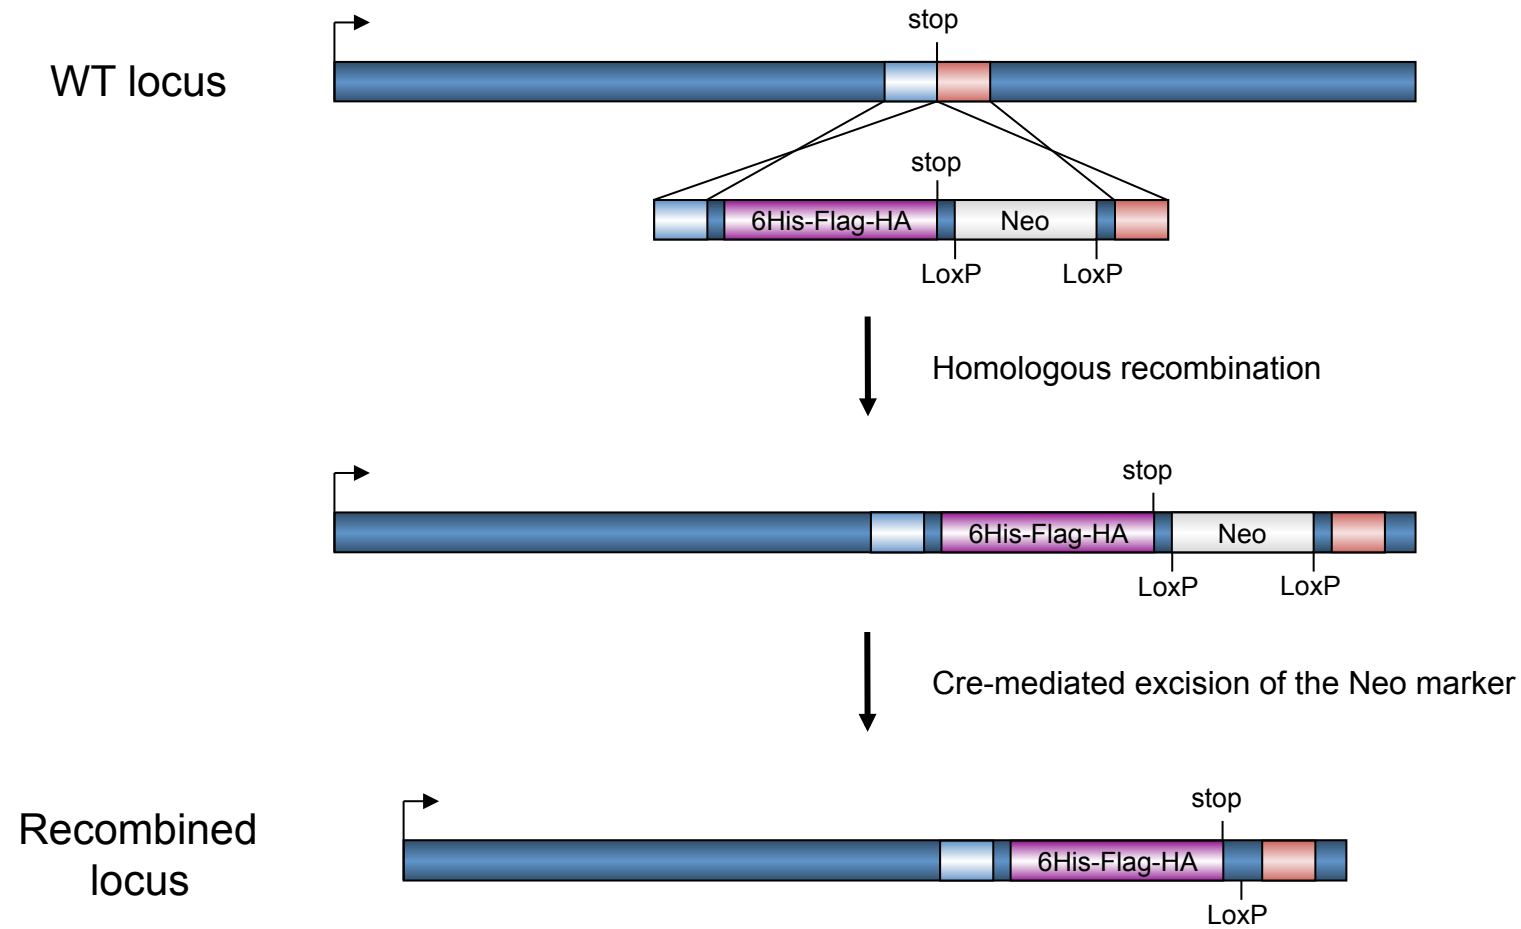 stop
WT locus
stop
6His-Flag-HA
Neo
LoxP
LoxP
Homologous recombination
stop
6His-Flag-HA
Neo
LoxP
LoxP
Cre-mediated excision of the Neo marker
stop
Recombined
locus
6His-Flag-HA
LoxP